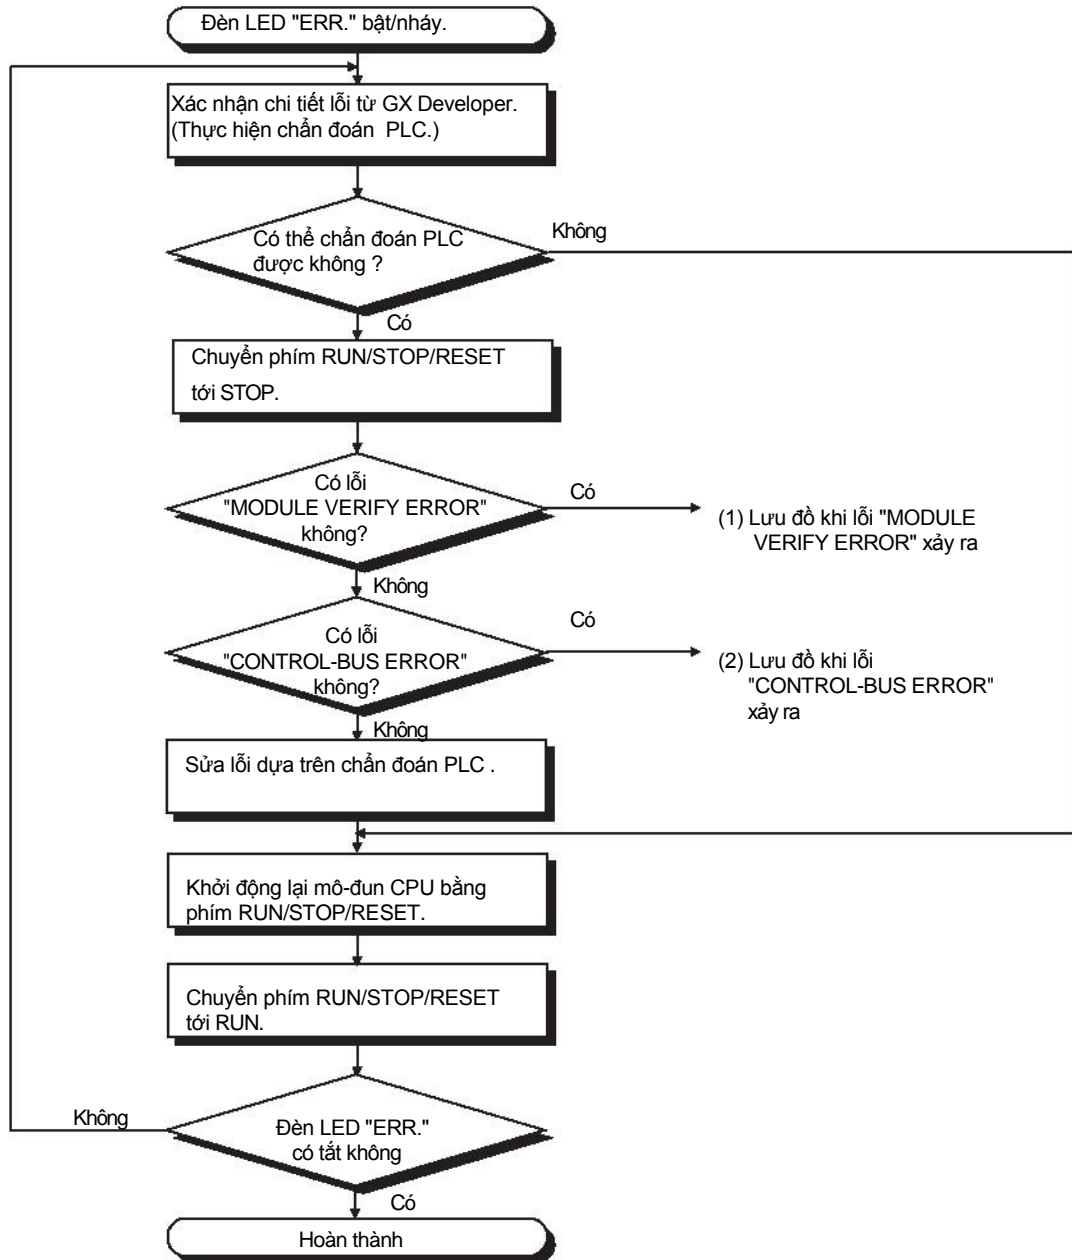 Đèn LED "ERR." bật/nháy.
Xác nhận chi tiết lỗi từ GX Developer.
(Thực hiện chẩn đoán PLC.)
Có thể chẩn đoán PLC
được không ?
Không
Có
Chuyển phím RUN/STOP/RESET
tới STOP.
Có lỗi
"MODULE VERIFY ERROR"
không?
Có
(1) Lưu đồ khi lỗi "MODULE
VERIFY ERROR" xảy ra
Không
Có lỗi
"CONTROL-BUS ERROR"
không?
Có
(2) Lưu đồ khi lỗi
"CONTROL-BUS ERROR"
xảy ra
Không
Sửa lỗi dựa trên chẩn đoán PLC .
Khởi động lại mô-đun CPU bằng
phím RUN/STOP/RESET.
Chuyển phím RUN/STOP/RESET
tới RUN.
Không
Đèn LED "ERR."
có tắt không
Có
Hoàn thành